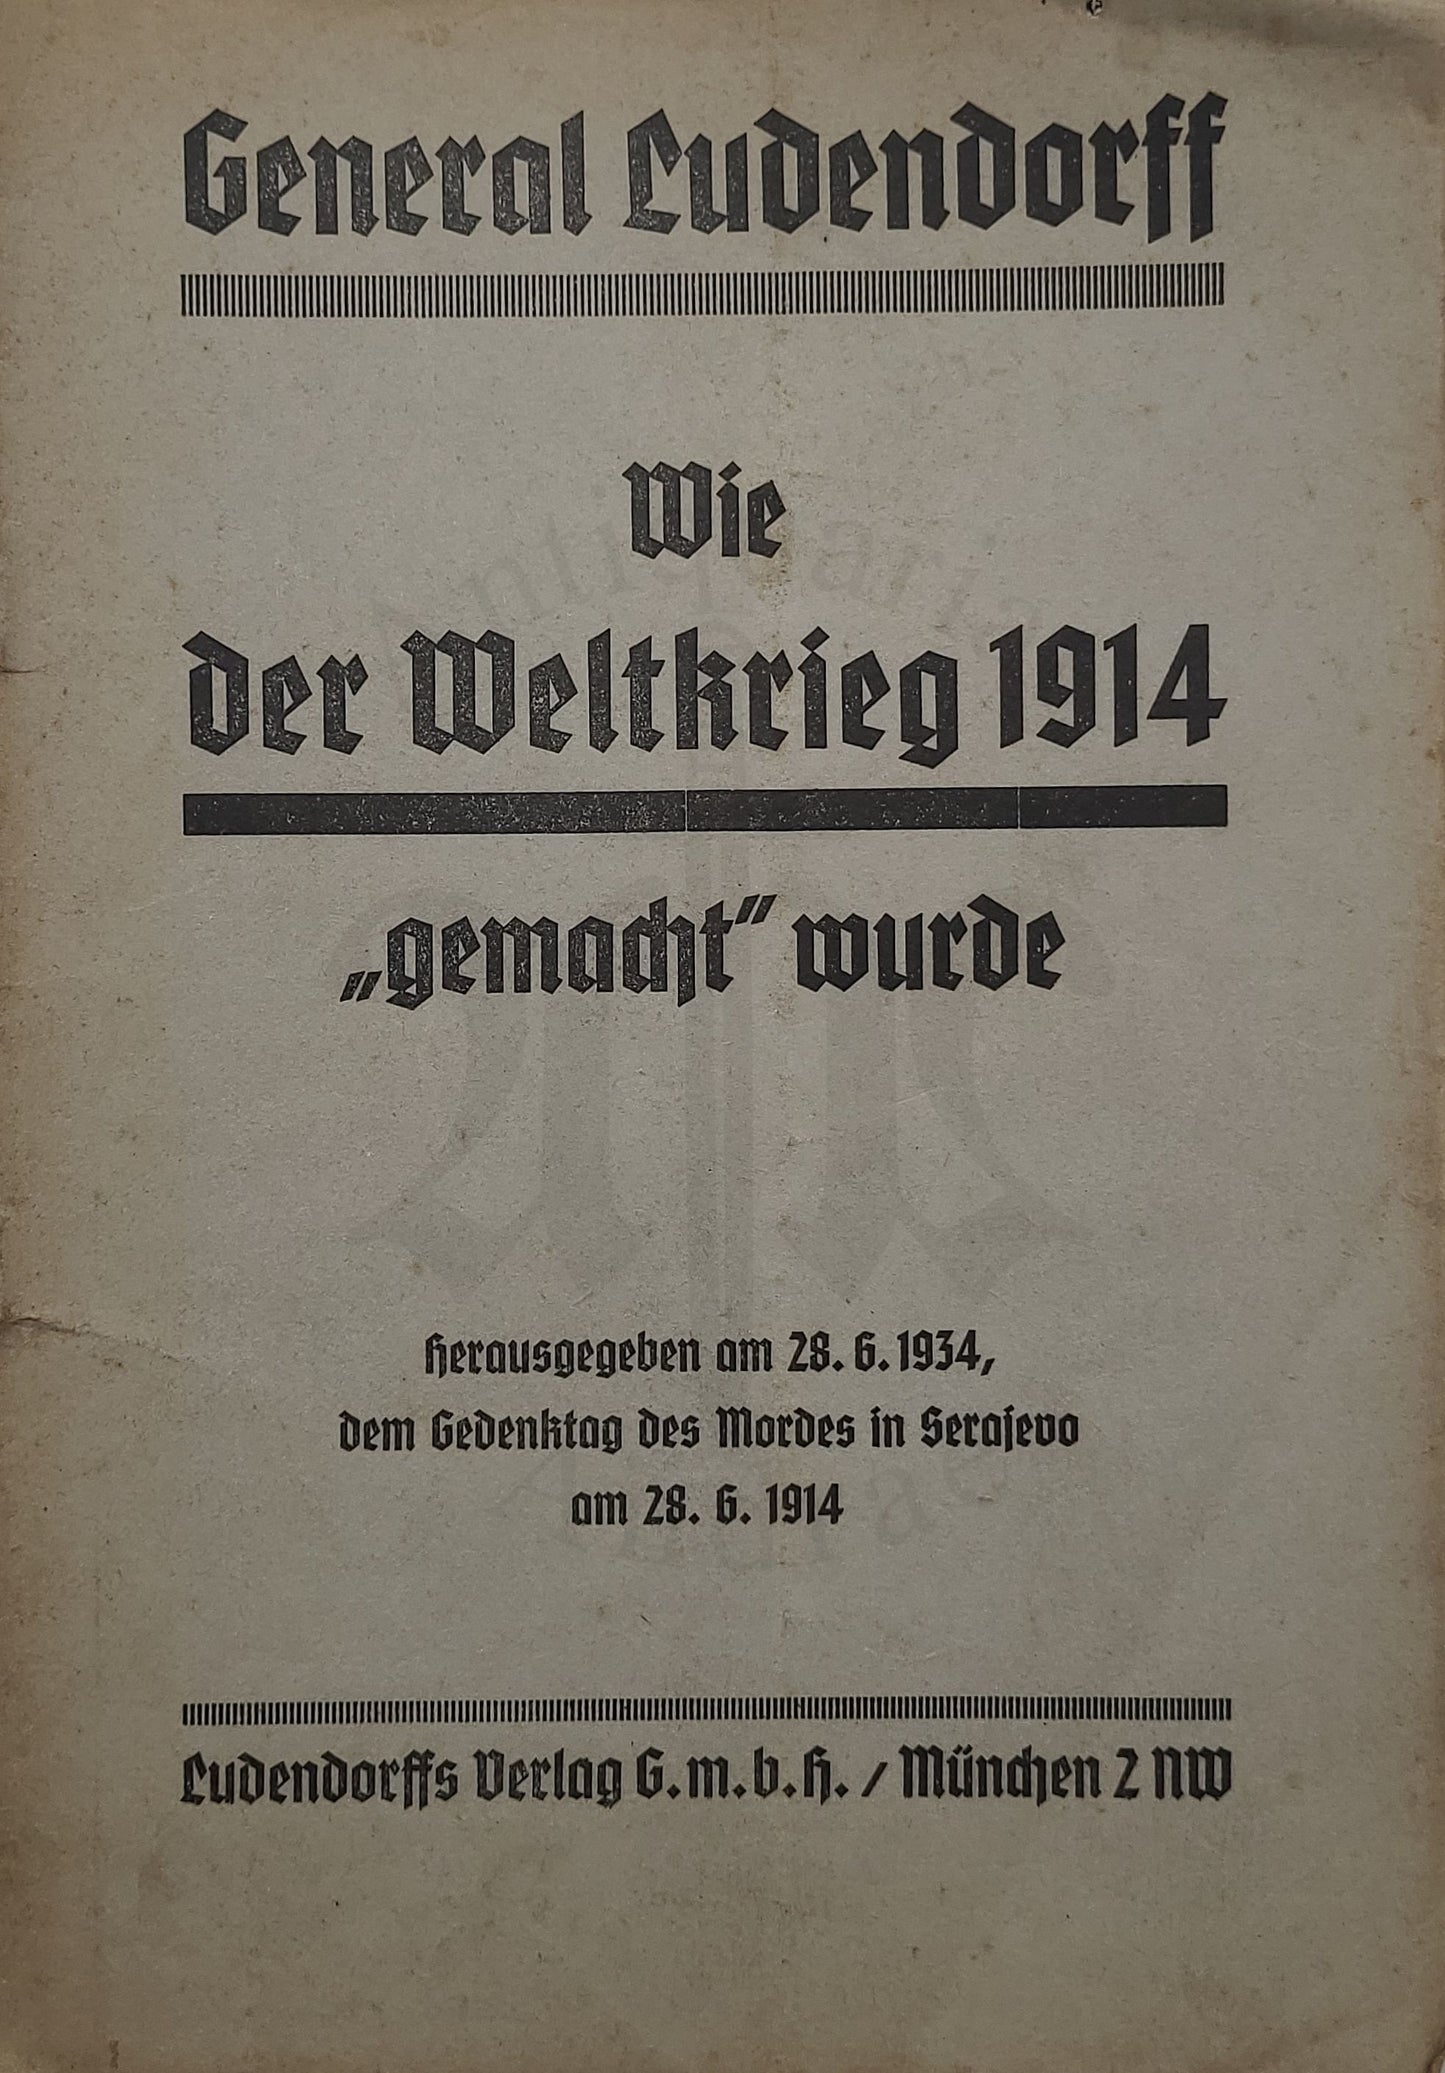 General Ludendorff
Wie
der Weltkrieg 1914
„gemacht“ wurde
Herausgegeben am 28. 6. 1934,
dem Gedenktag des Mordes in Serajevo
am 28. 6. 1914
Ludendorffs Verlag G.m.b.H. / München 2 NW